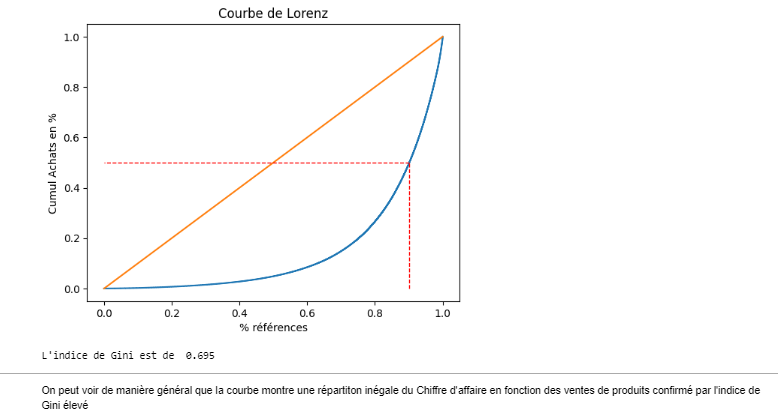 Courbe de Lorenz
1.0
0.8
0.6
0.4
0.2
0.0
Cumul Achats en %
0.0 0.2 0.4 0.6 0.8 1.0
% références
L'indice de Gini est de 0.695
On peut voir de manière général que la courbe montre une répartiton inégale du Chiffre d'affaire en fonction des ventes de produits confirmé par l'indice de
Gini élevé